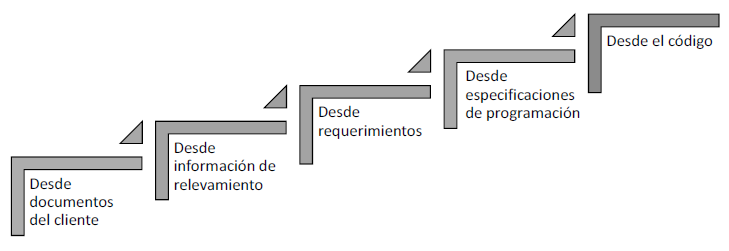 Desde
documentos
del cliente
Desde
información de
relevamiento
Desde
requerimientos
Desde
especificaciones
de programación
Desde el código